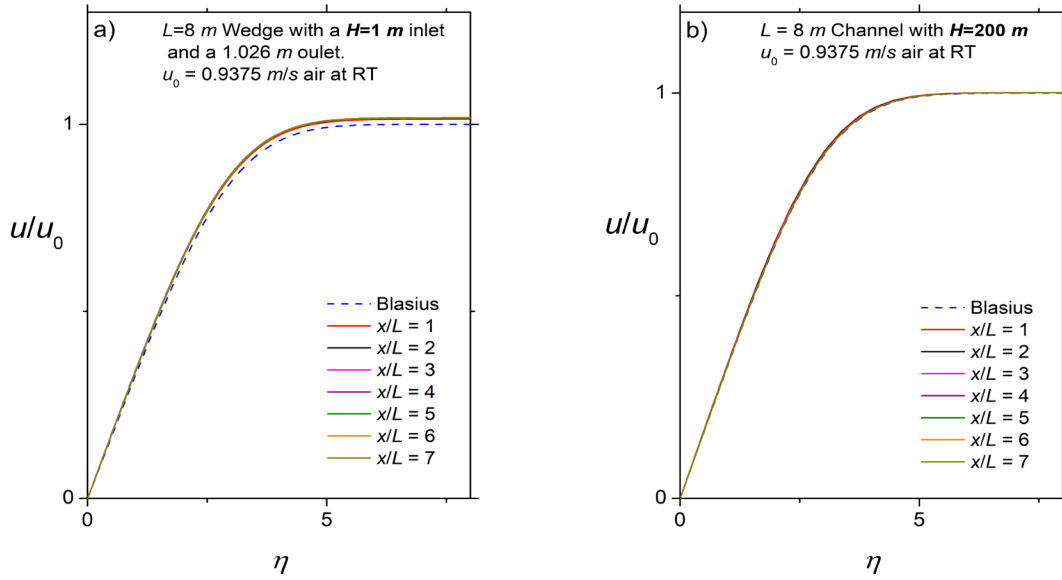 a)
L=8 m Wedge with a H=1 m inlet
and a 1.026 m oulet.
u₀ = 0.9375 m/s air at RT
1
u/u₀
Blasius
x/L = 1
x/L = 2
x/L = 3
x/L = 4
x/L = 5
x/L = 6
x/L = 7
0
0
5
η
b)
L = 8 m Channel with H=200 m
u₀ = 0.9375 m/s air at RT
1
u/u₀
Blasius
x/L = 1
x/L = 2
x/L = 3
x/L = 4
x/L = 5
x/L = 6
x/L = 7
0
0
5
η